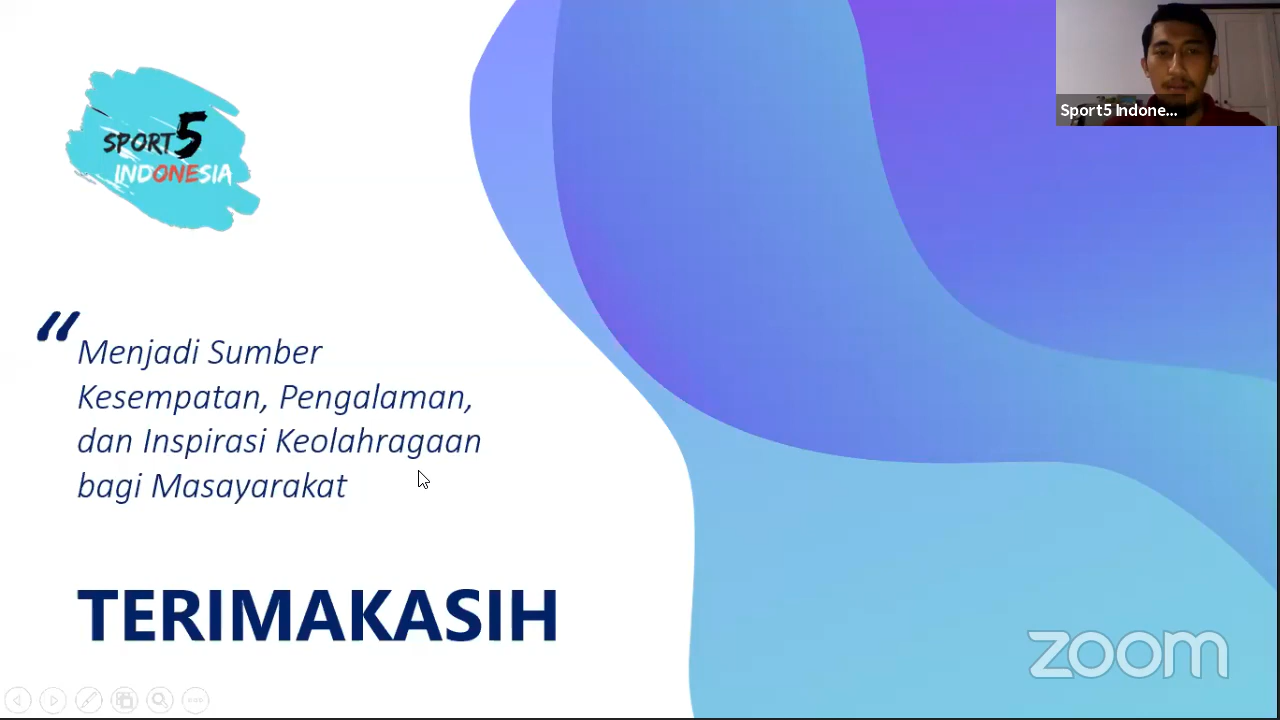 SPORT5
INDONESIA
Sport5 Indone...
“
Menjadi Sumber
Kesempatan, Pengalaman,
dan Inspirasi Keolahragaan
bagi Masayarakat
TERIMAKASIH
zoom